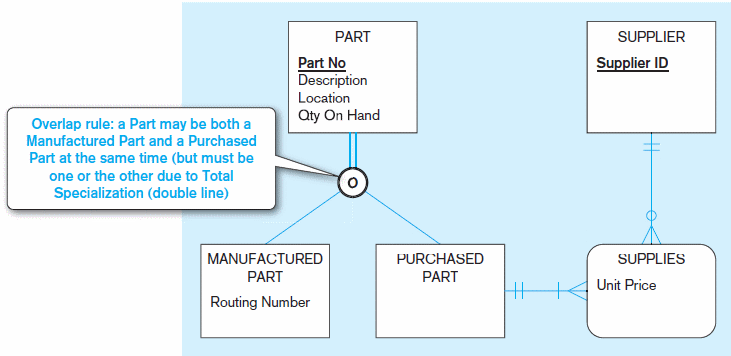 PART
Part No
Description
Location
Qty On Hand
SUPPLIER
Supplier ID
Overlap rule: a Part may be both a
Manufactured Part and a Purchased
Part at the same time (but must be
one or the other due to Total
Specialization (double line)
O
MANUFACTURED
PART
Routing Number
PURCHASED
PART
SUPPLIES
Unit Price